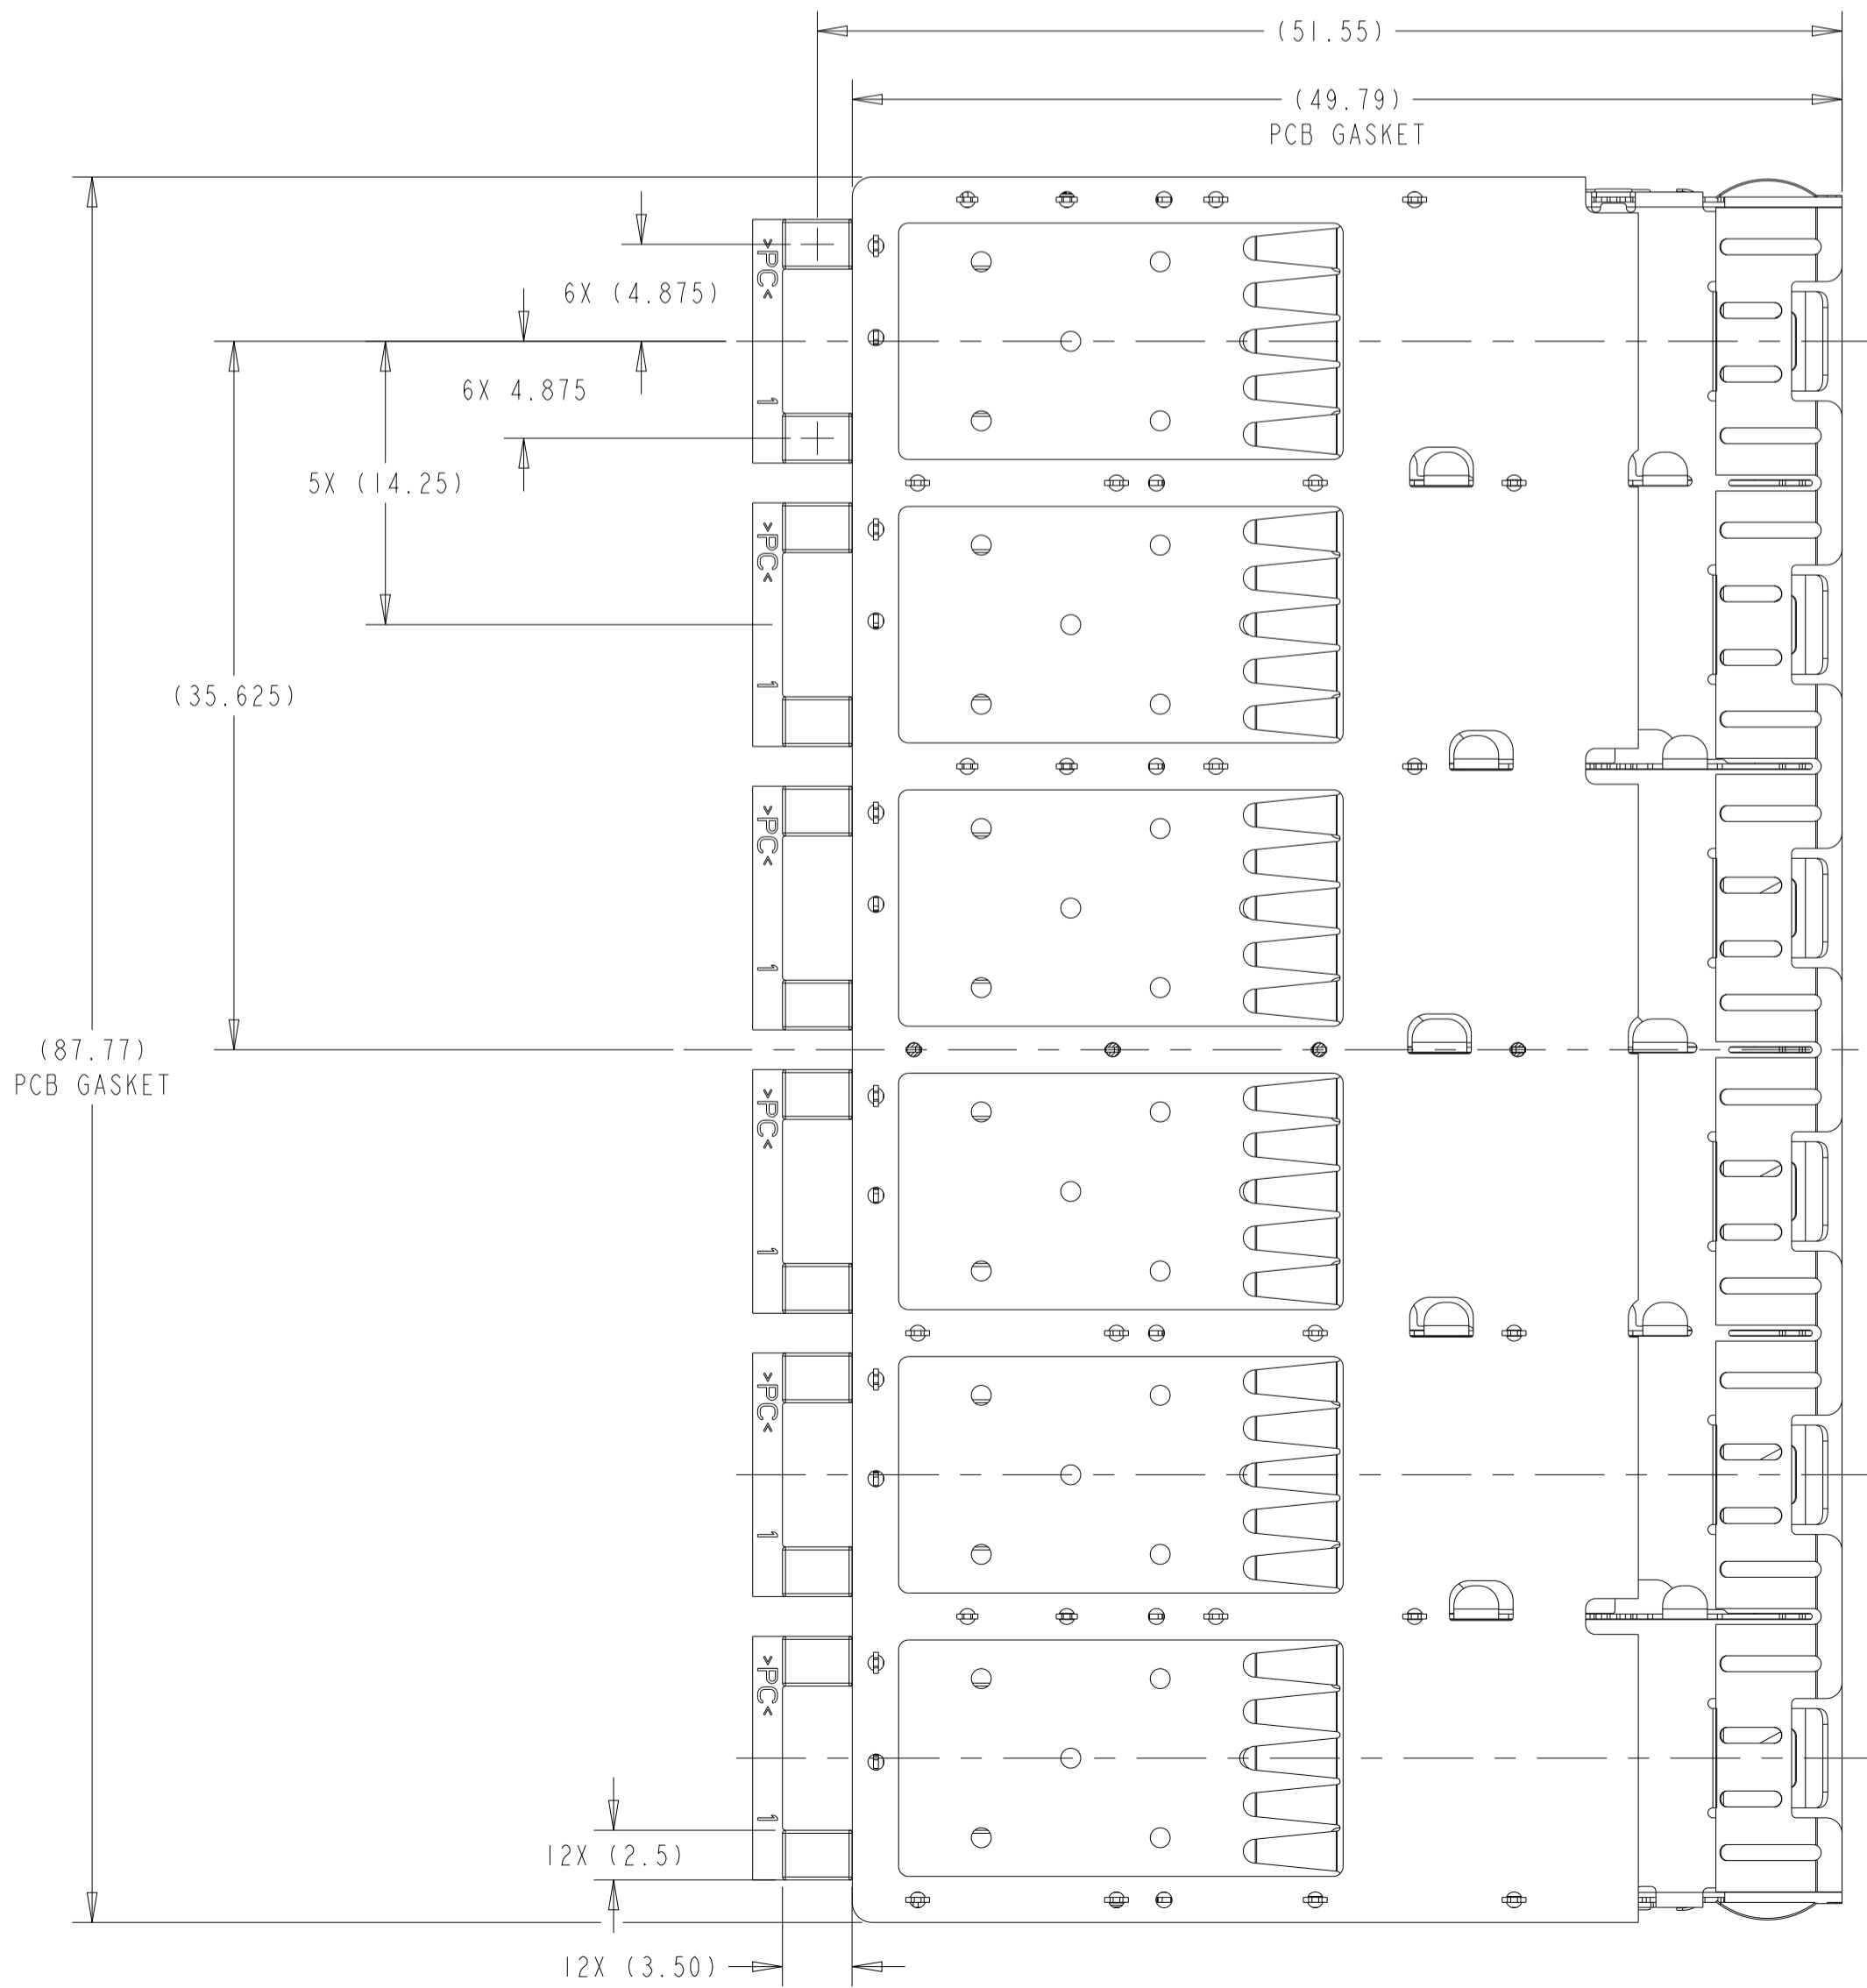 (51.55)
(49.79)
PCB GASKET
6X (4.875)
6X 4.875
5X (14.25)
(35.625)
(87.77)
PCB GASKET
12X (2.5)
12X (3.50)
>PC<
1
>PC<
1
>PC<
1
>PC<
1
>PC<
1
>PC<
1